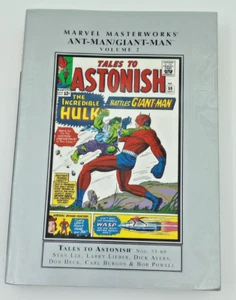 MARVEL MASTERWORKS
ANT-MAN/GIANT-MAN
VOLUME 2
TALES TO
ASTONISH
THE
INCREDIBLE
HULK
BATTLES GIANT-MAN
WASP
TALES TO ASTONISH Nos. 53-69
STAN LEE, LARRY LIEBER, DICK AYERS,
DON HECK, CARL BURGOS & BOB POWELL